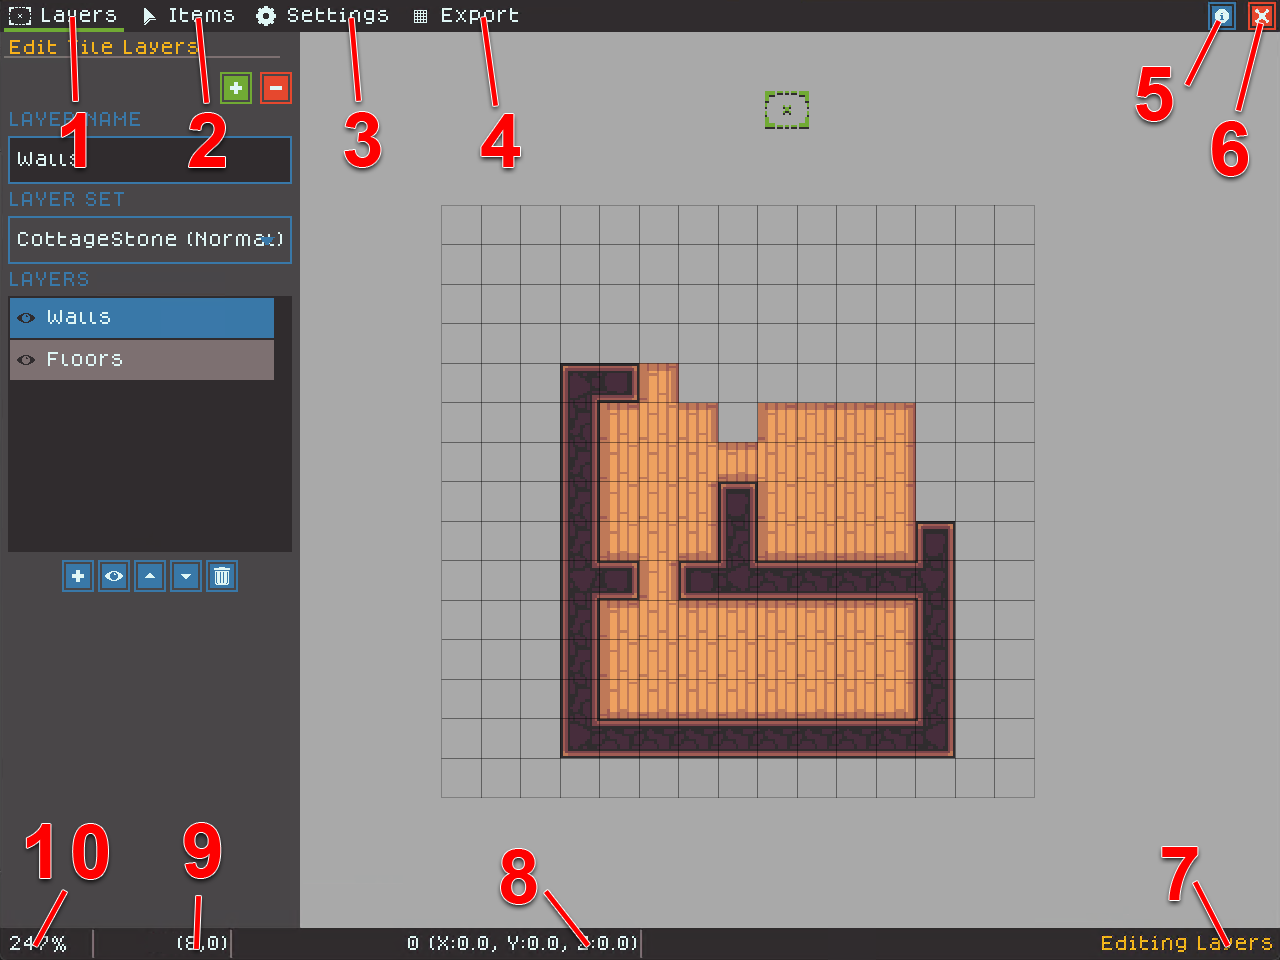 Layers Items Settings Export
Edit Tile Layers
1 2 3 4 5 6
LAYER NAME
Walls
LAYER SET
CottageStone (Normal)
LAYERS
Walls
Floors
10 9 8 7
247% (8,0) 0 (X:0.0, Y:0.0, Z:0.0) Editing Layers